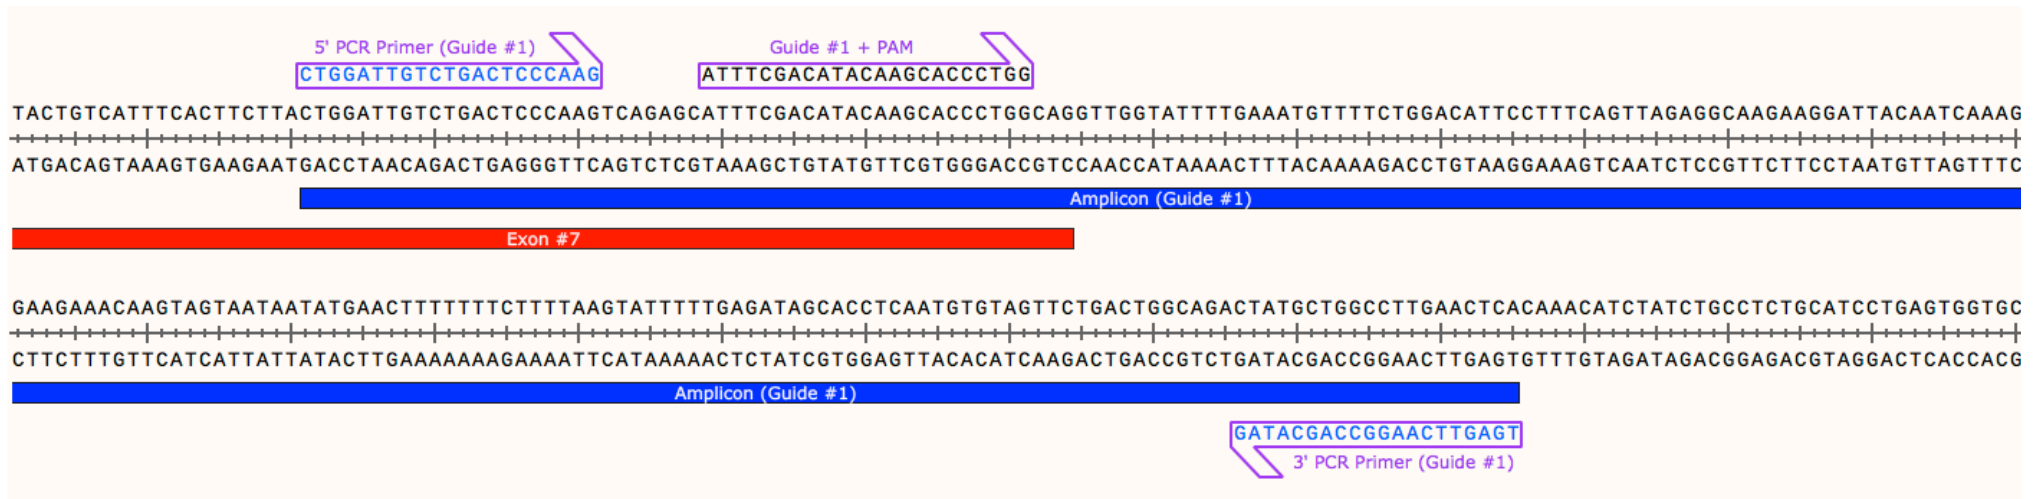 5' PCR Primer (Guide #1) Guide #1 + PAM
CTGGATTGTCTGACTCCCAAG ATTTCGACATACAAGCACCCTGG
TACTGTCATTTCACTTCTTACTGGATTGTCTGACTCCCAAGTCAGAGCATTTCGACATACAAGCACCCTGGCAGGTTGGTATTTTGAAATGTTTTCTGGACATTCCTTTCAGTTAGAGGCAAGAAGGATTACAATCAAAG
ATGACAGTAAAGTGAAGAATGACCTAACAGACTGAGGGTTCAGTCTCGTAAAGCTGTATGTTCGTGGGACCGTCCAACCATAAAACTTTACAAAAGACCTGTAAGGAAAGTCAATCTCCGTTCTTCCTAATGTTAGTTTC
Amplicon (Guide #1)
Exon #7
GAAGAAACAAGTAGTAATAATATGAACTTTTTTTCTTTTAAGTATTTTTGAGATAGCACCTCAATGTGTAGTTCTGACTGGCAGACTATGCTGGCCTTGAACTCACAAACATCTATCTGCCTCTGCATCCTGAGTGGTGC
CTTCTTTGTTCATCATTATTATACTTGAAAAAAAGAAAATTCATAAAAACTCTATCGTGGAGTTACACATCAAGACTGACCGTCTGATACGACCGGAACTTGAGTGTTTGTAGATAGACGGAGACGTAGGACTCACCACG
Amplicon (Guide #1)
GATACGACCGGAACTTGAGT
3' PCR Primer (Guide #1)